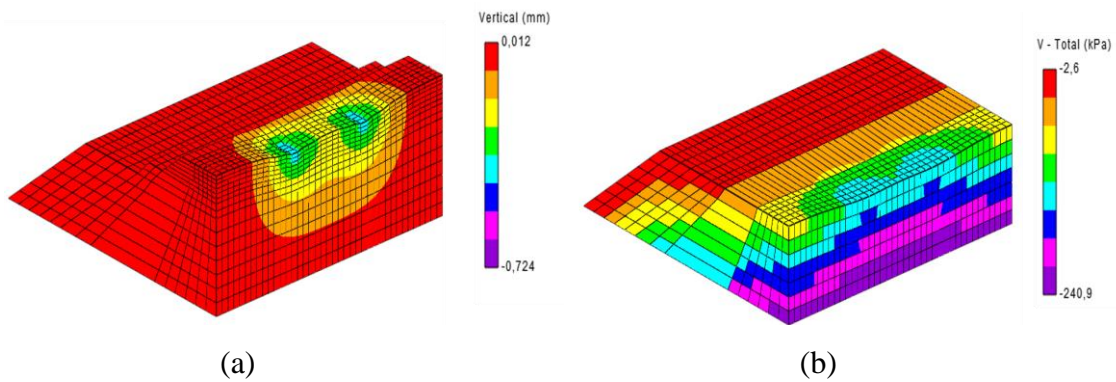 Vertical (mm)
0,012
-0,724
(a)
V - Total (kPa)
-2,6
-240,9
(b)